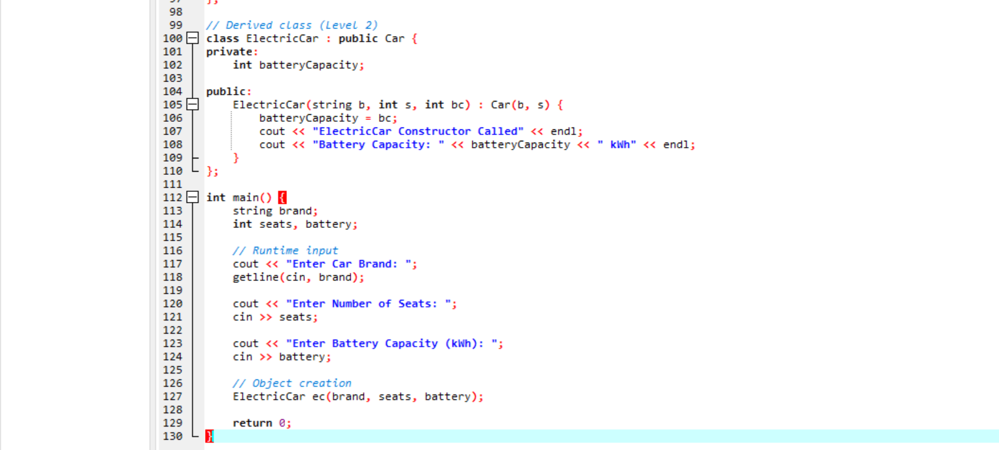 97 };
98
99 // Derived class (Level 2)
100 class ElectricCar : public Car {
101 private:
102     int batteryCapacity;
103
104 public:
105     ElectricCar(string b, int s, int bc) : Car(b, s) {
106         batteryCapacity = bc;
107         cout << "ElectricCar Constructor Called" << endl;
108         cout << "Battery Capacity: " << batteryCapacity << " kWh" << endl;
109     }
110 };
111
112 int main() {
113     string brand;
114     int seats, battery;
115
116     // Runtime input
117     cout << "Enter Car Brand: ";
118     getline(cin, brand);
119
120     cout << "Enter Number of Seats: ";
121     cin >> seats;
122
123     cout << "Enter Battery Capacity (kWh): ";
124     cin >> battery;
125
126     // Object creation
127     ElectricCar ec(brand, seats, battery);
128
129     return 0;
130 }